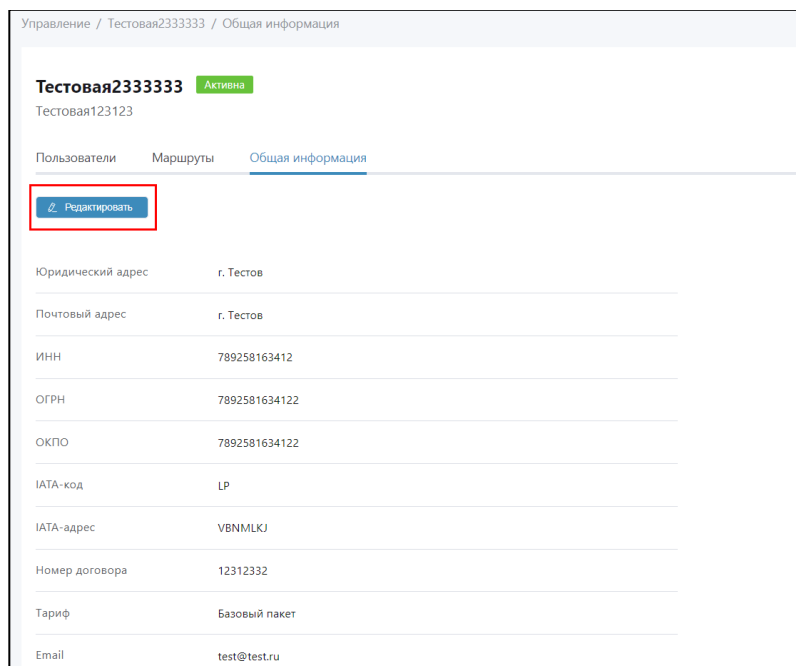 Управление / Тестовая2333333 / Общая информация
Тестовая2333333 Активна
Тестовая123123
Пользователи Маршруты Общая информация
Редактировать
Юридический адрес г. Тестов
Почтовый адрес г. Тестов
ИНН 789258163412
ОГРН 7892581634122
ОКПО 7892581634122
IATA-код LP
IATA-адрес VBNMLKJ
Номер договора 12312332
Тариф Базовый пакет
Email test@test.ru